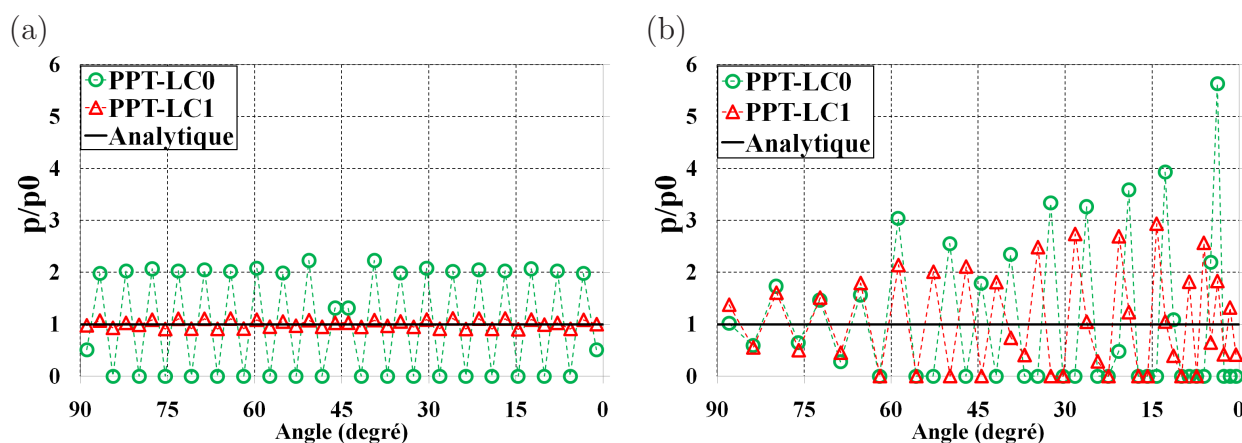 (a)
6
5
4
3
2
1
0
p/p0
PPT-LC0
PPT-LC1
Analytique
90 75 60 45 30 15 0
Angle (degré)
(b)
6
5
4
3
2
1
0
p/p0
PPT-LC0
PPT-LC1
Analytique
90 75 60 45 30 15 0
Angle (degré)